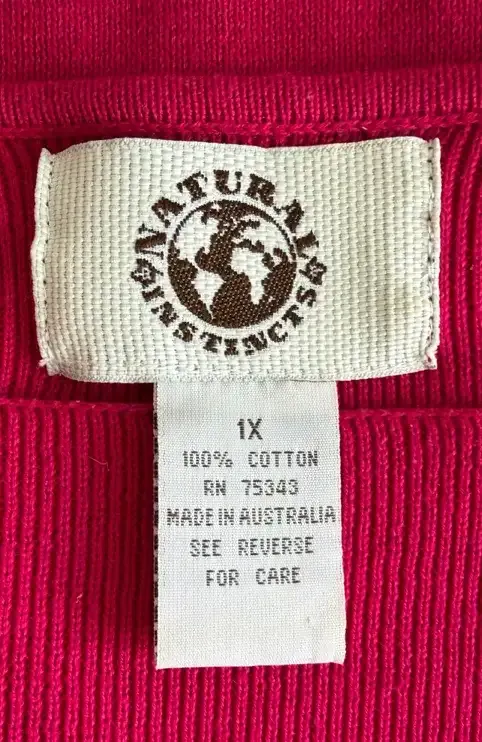 NATURAL
INSTINCTS
1X
100% COTTON
RN 75343
MADE IN AUSTRALIA
SEE REVERSE
FOR CARE